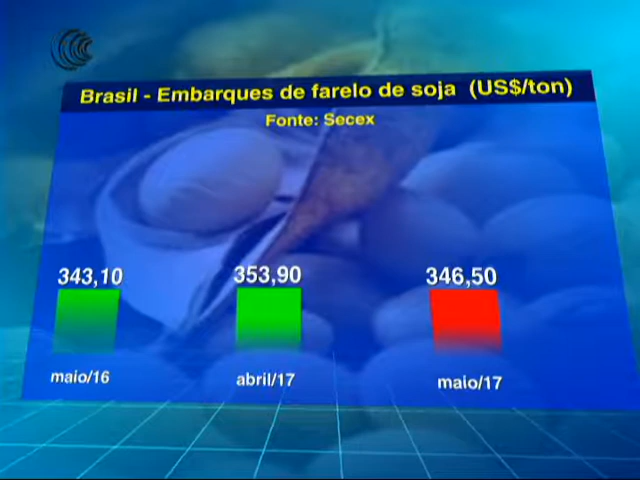 Brasil - Embarques de farelo de soja (US$/ton)
Fonte: Secex
343,10 353,90 346,50
maio/16 abril/17 maio/17